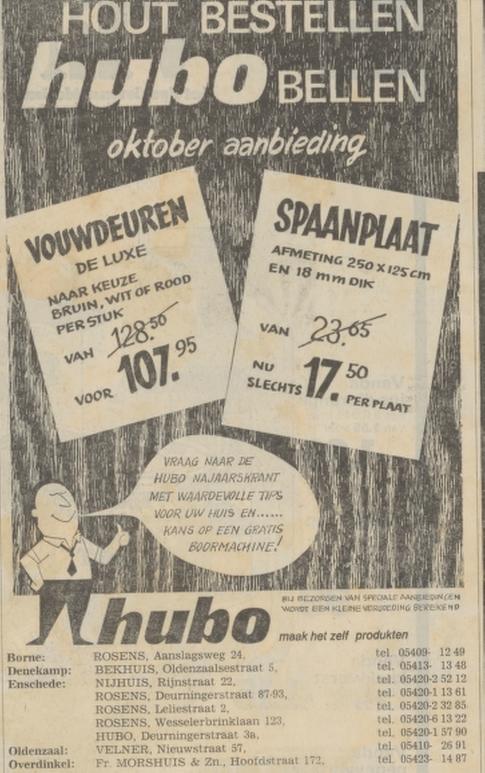 HOUT BESTELLEN
hubo BELLEN
oktober aanbieding
VOUWDEUREN
DE LUXE
NAAR KEUZE
BRUIN, WIT OF ROOD
PER STUK
VAN 128.50
VOOR 107.95
SPAANPLAAT
AFMETING 250 X 125 cm
EN 18 mm DIK
VAN 23.65
NU
SLECHTS 17.50 PER PLAAT
VRAAG NAAR DE
HUBO NAJAARSKRANT
MET WAARDEVOLLE TIPS
VOOR UW HUIS EN......
KANS OP EEN GRATIS
BOORMACHINE!
BIJ BEZORGEN VAN SPECIALE AANBIEDINGEN
WORDT EEN KLEINE VERGOEDING BEREKEND
hubo maak het zelf produkten
Borne: ROSENS, Aanslagsweg 24, tel. 05409- 12 49
Denekamp: BEKHUIS, Oldenzaalsestraat 5, tel. 05413- 13 48
Enschede: NIJHUIS, Rijnstraat 22, tel. 05420-2 52 12
ROSENS, Deurningerstraat 87-93, tel. 05420-1 13 61
ROSENS, Leliestraat 2, tel. 05420-2 32 85
ROSENS, Wesselerbrinklaan 123, tel. 05420-6 13 22
HUBO, Deurningerstraat 3a, tel. 05420-1 57 90
Oldenzaal: VELNER, Nieuwstraat 57, tel. 05410- 26 91
Overdinkel: Fr. MORSHUIS & Zn., Hoofdstraat 172, tel. 05423- 14 87